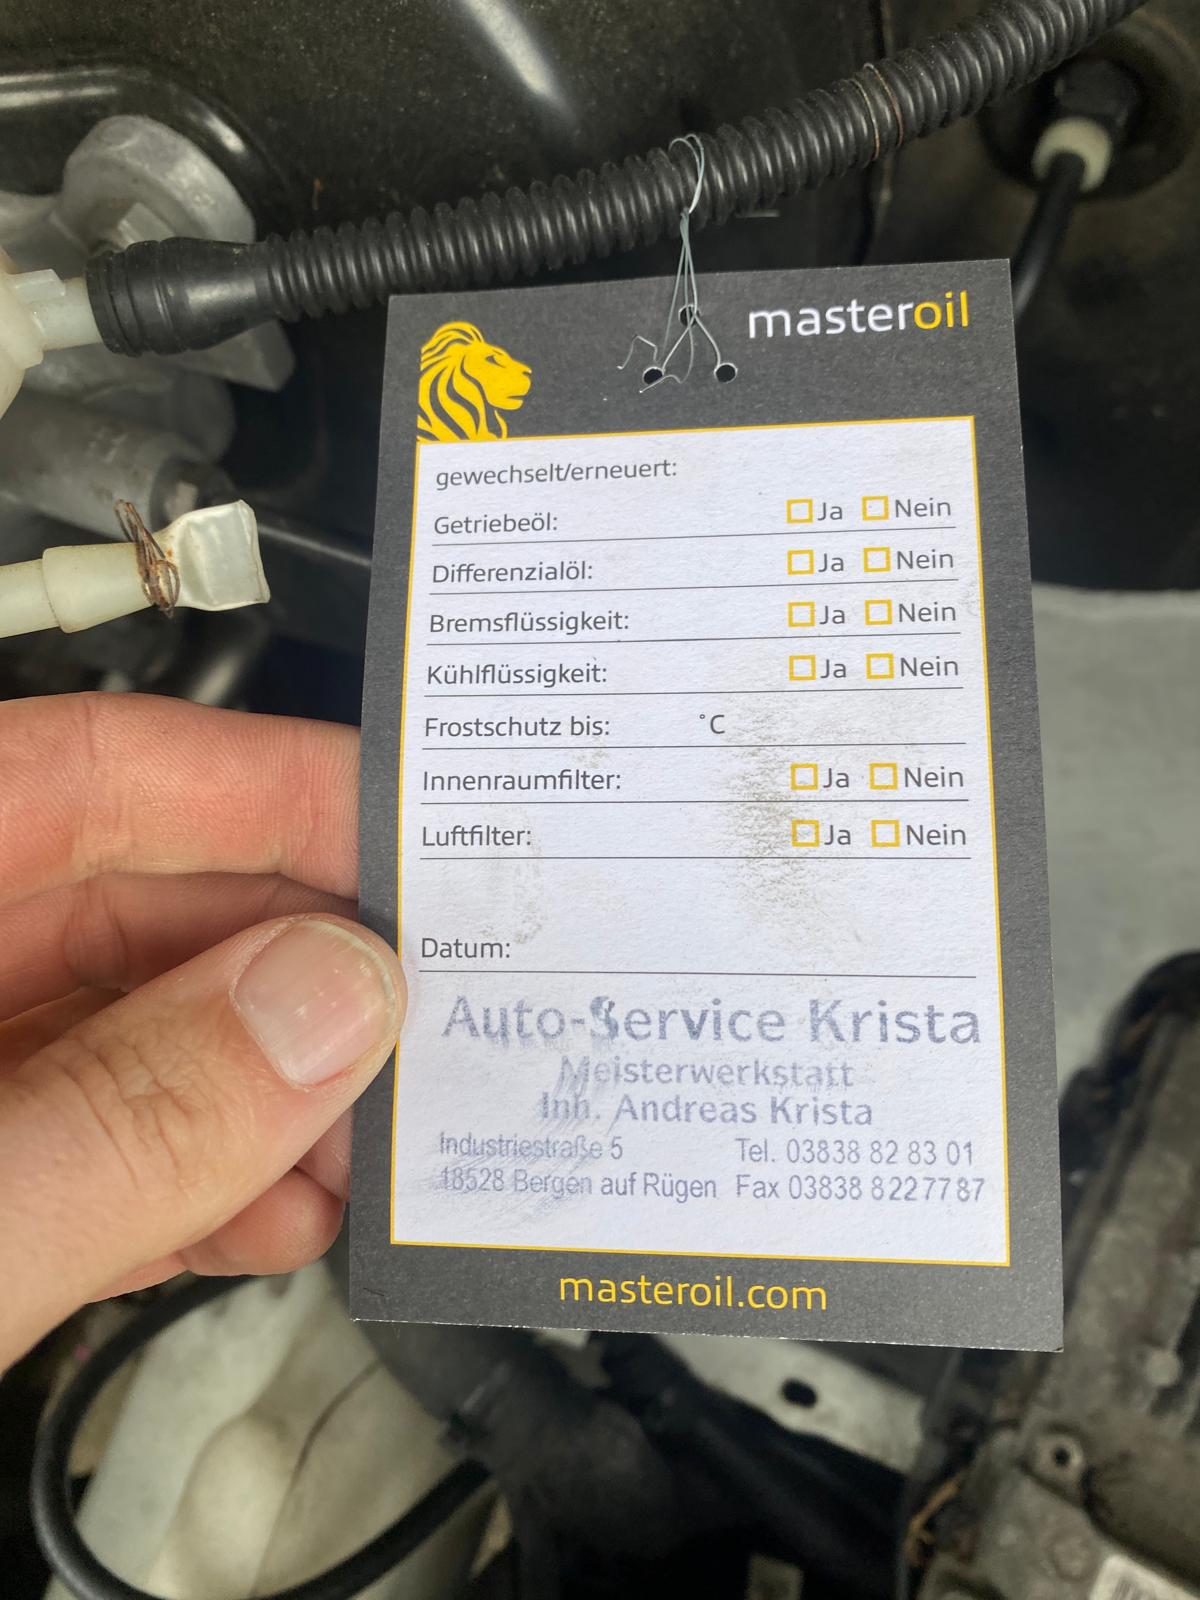 masteroil
gewechselt/erneuert:
Getriebeöl: Ja Nein
Differenzialöl: Ja Nein
Bremsflüssigkeit: Ja Nein
Kühlflüssigkeit: Ja Nein
Frostschutz bis: °C
Innenraumfilter: Ja Nein
Luftfilter: Ja Nein
Datum:
Auto-Service Krista
Meisterwerkstatt
Inh. Andreas Krista
Industriestraße 5 Tel. 03838 82 83 01
18528 Bergen auf Rügen Fax 03838 8227787
masteroil.com